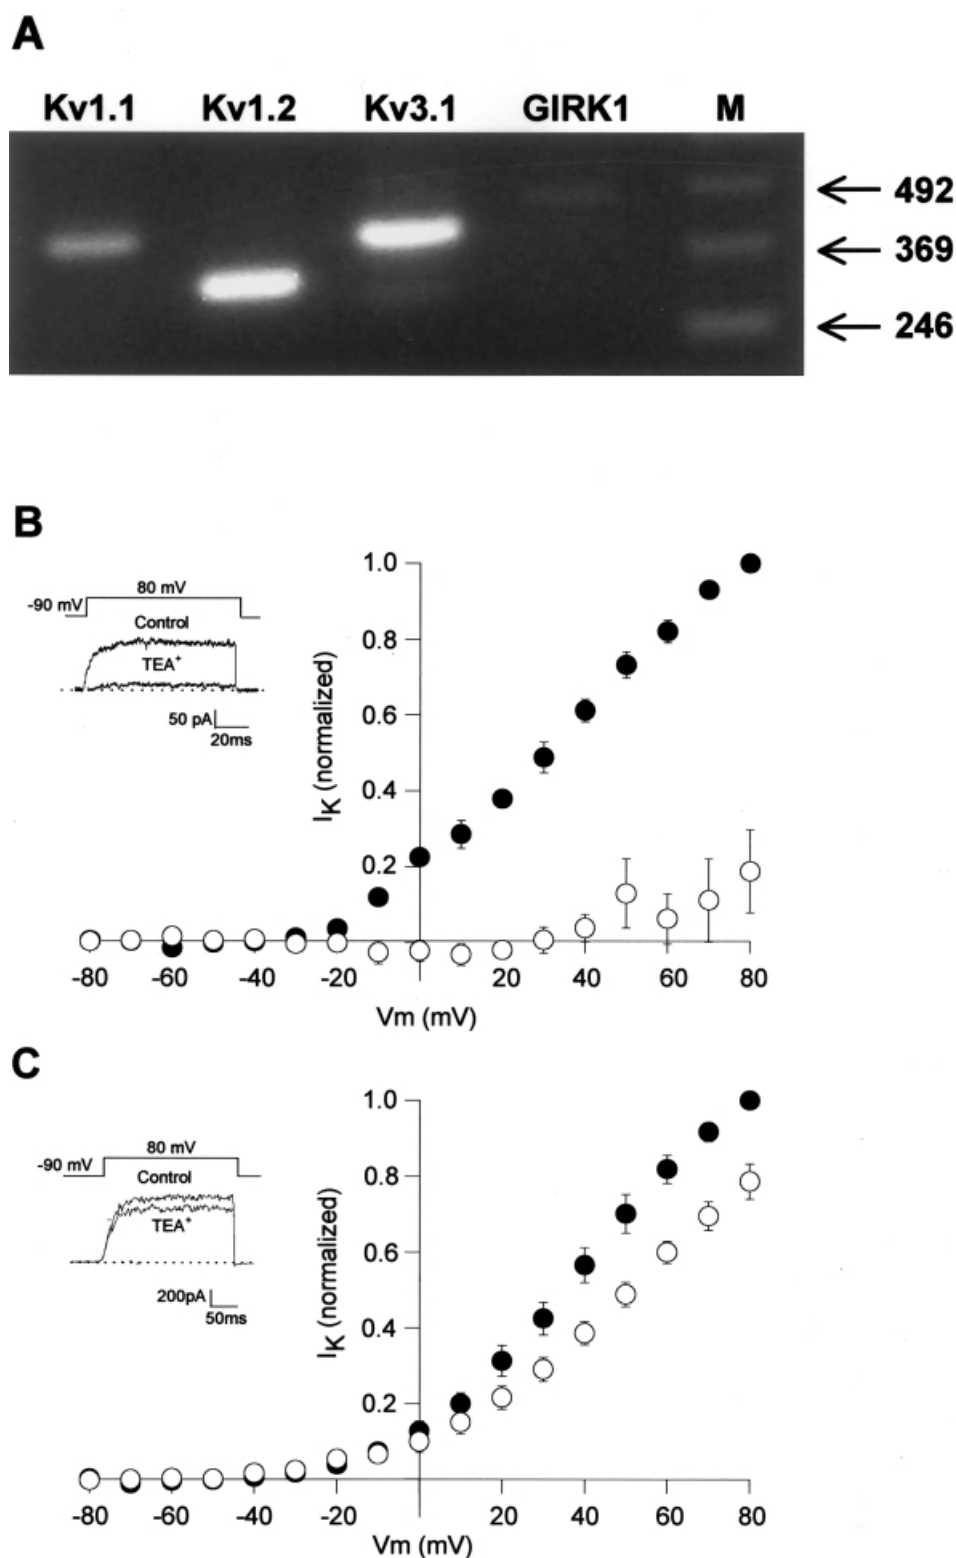 A
Kv1.1 Kv1.2 Kv3.1 GIRK1 M
492
369
246
B
1.0
0.8
0.6
0.4
0.2
IK (normalized)
-80 -60 -40 -20 20 40 60 80
Vm (mV)
80 mV
-90 mV
Control
TEA+
50 pA
20ms
C
1.0
0.8
0.6
0.4
0.2
IK (normalized)
-80 -60 -40 -20 20 40 60 80
Vm (mV)
80 mV
-90 mV
Control
TEA+
200pA
50ms